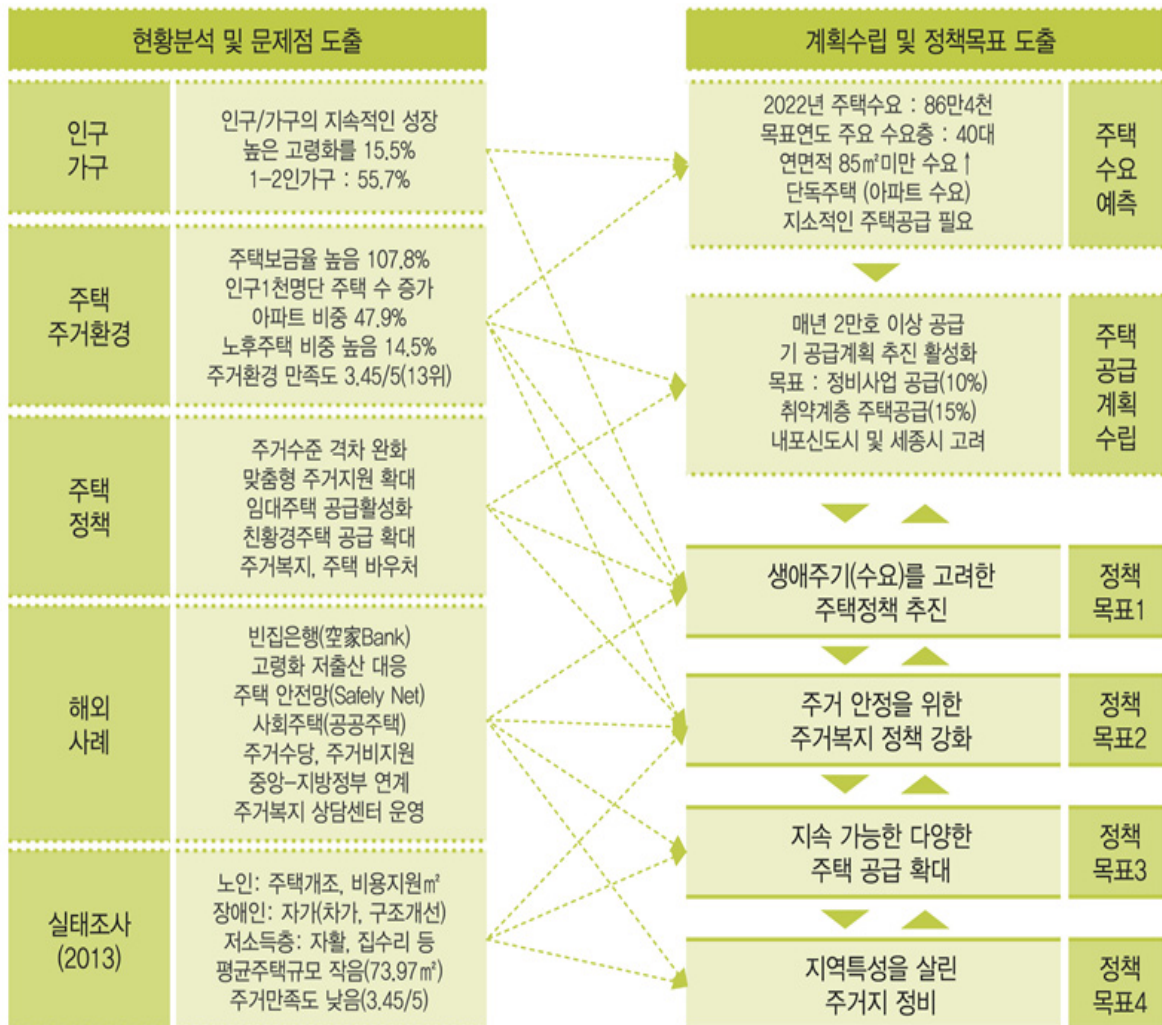 현황분석 및 문제점 도출
인구
가구
인구/가구의 지속적인 성장
높은 고령화를 15.5%
1-2인가구 : 55.7%
주택
주거환경
주택보금율 높음 107.8%
인구1천명단 주택 수 증가
아파트 비중 47.9%
노후주택 비중 높음 14.5%
주거환경 만족도 3.45/5(13위)
주택
정책
주거수준 격차 완화
맞춤형 주거지원 확대
임대주택 공급활성화
친황경주택 공급 확대
주거복지, 주택 바우처
해외
사례
빈집은행(空家Bank)
고령화 저출산 대응
주택 안전망(Safely Net)
사회주택(공공주택)
주거수당, 주거비지원
중앙-지방정부 연계
주거복지 상담센터 운영
실태조사
(2013)
노인: 주택개조, 비용지원㎡
장애인: 자가(차가, 구조개선)
저소득층: 자활, 집수리 등
평균주택규모 작음(73.97㎡)
주거만족도 낮음(3.45/5)
계획수립 및 정책목표 도출
2022년 주택수요 : 86만4천
목표연도 주요 수요층 : 40대
연면적 85㎡미만 수요↑
단독주택 (아파트 수요)
지소적인 주택공급 필요
주택
수요
예측
매년 2만호 이상 공급
기 공급계획 추진 활성화
목표 : 정비사업 공급(10%)
취약계층 주택공급(15%)
내포신도시 및 세종시 고려
주택
공급
계획
수립
생애주기(수요)를 고려한
주택정책 추진
정책
목표1
주거 안정을 위한
주거복지 정책 강화
정책
목표2
지속 가능한 다양한
주택 공급 확대
정책
목표3
지역특성을 살린
주거지 정비
정책
목표4